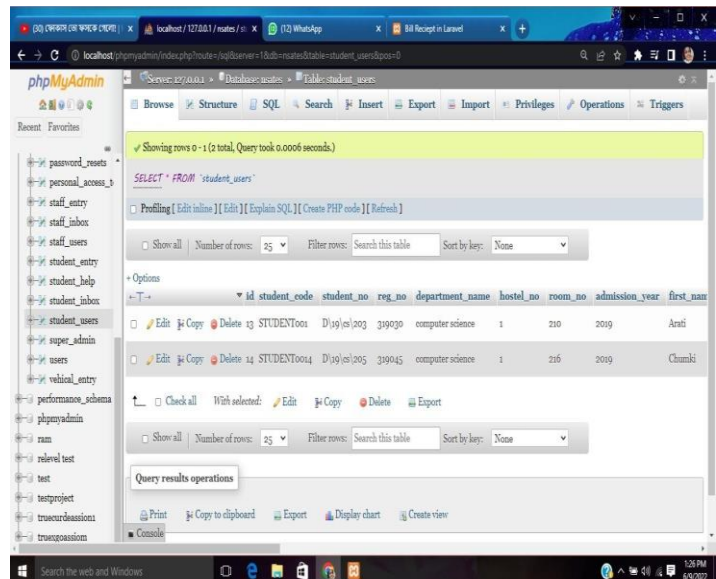 localhost / 127.0.0.1 / nsates / st
(12) WhatsApp
Bill Reciept in Laravel
localhost/phpmyadmin/index.php?route=/sql&server=1&db=nsates&table=student_users&pos=0
phpMyAdmin
Recent Favorites
password_resets
personal_access_t
staff_entry
staff_inbox
staff_users
student_entry
student_help
student_inbox
student_users
super_admin
users
vehical_entry
performance_schema
phpmyadmin
ram
relevel test
test
testproject
truecurdeassion1
truexgoassiom
Server: 127.0.0.1 » Database: nsates » Table: student_users
Browse Structure SQL Search Insert Export Import Privileges Operations Triggers
Showing rows 0 - 1 (2 total, Query took 0.0006 seconds.)
SELECT * FROM `student_users`
Profiling [ Edit inline ] [ Edit ] [ Explain SQL ] [ Create PHP code ] [ Refresh ]
Show all Number of rows: 25 Filter rows: Search this table Sort by key: None
+ Options
←T→ id student_code student_no reg_no department_name hostel_no room_no admission_year first_nam
Edit Copy Delete 13 STUDENT001 D\19\cs\203 319030 computer science 1 210 2019 Arati
Edit Copy Delete 14 STUDENT0014 D\19\cs\205 319045 computer science 1 216 2019 Chumki
Check all With selected: Edit Copy Delete Export
Show all Number of rows: 25 Filter rows: Search this table Sort by key: None
Query results operations
Print Copy to clipboard Export Display chart Create view
Console
Search the web and Windows
1:26 PM
6/9/2022